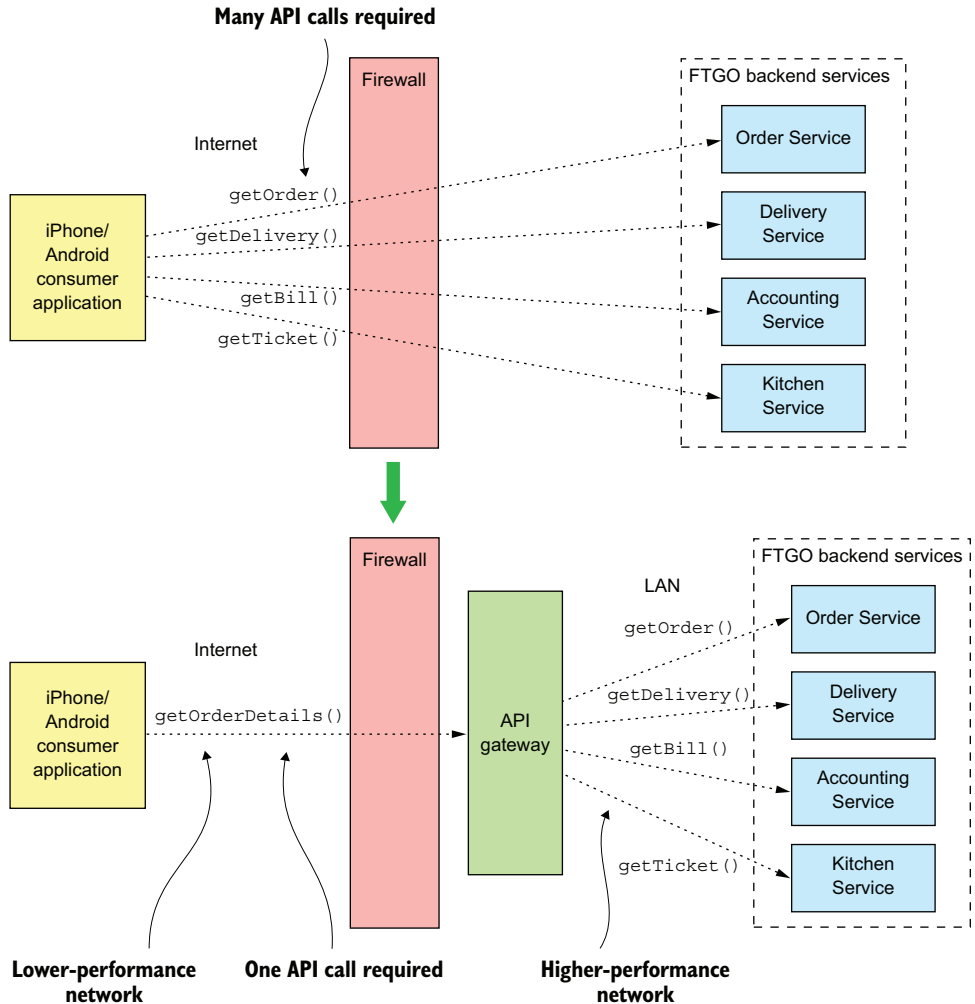 Many API calls required
Firewall
FTGO backend services
Order Service
Internet
getOrder()
iPhone/
Android
consumer
application
getDelivery()
Delivery
Service
getBill()
Accounting
Service
getTicket()
Kitchen
Service
Firewall
FTGO backend services
LAN
Order Service
getOrder()
Internet
iPhone/
Android
consumer
application
getOrderDetails()
API
gateway
getDelivery()
Delivery
Service
getBill()
Accounting
Service
getTicket()
Kitchen
Service
Lower-performance
network
One API call required
Higher-performance
network